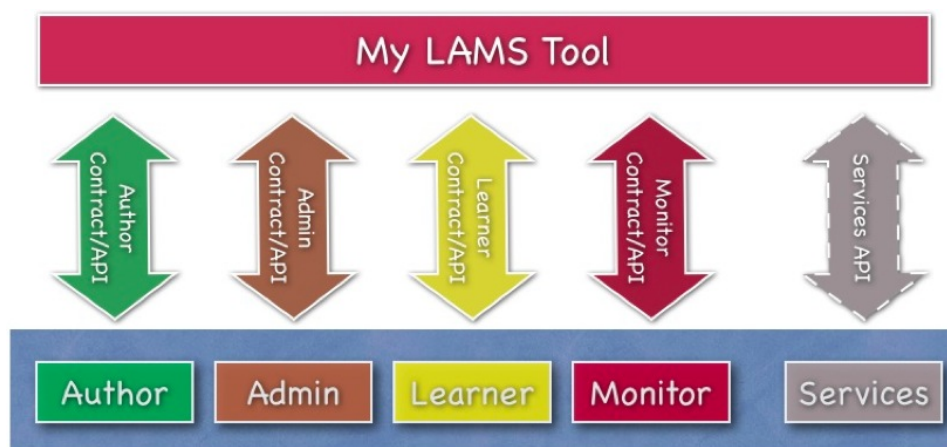 My LAMS Tool
Author
Contract/API
Admin
Contract/API
Learner
Contract/API
Monitor
Contract/API
Services API
Author
Admin
Learner
Monitor
Services